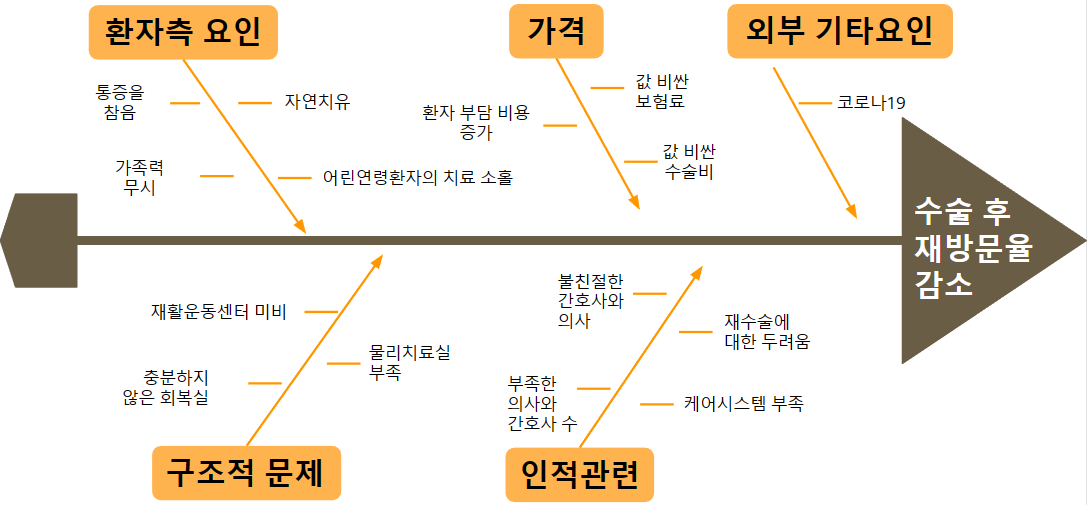 환자측 요인
가격
외부 기타요인
통증을
참음
자연치유
가족력
무시
어린연령환자의 치료 소홀
값 비싼
보험료
환자 부담 비용
증가
값 비싼
수술비
코로나19
수술 후
재방문율
감소
재활운동센터 미비
물리치료실
부족
충분하지
않은 회복실
불친절한
간호사와
의사
재수술에
대한 두려움
부족한
의사와
간호사 수
케어시스템 부족
구조적 문제
인적관련